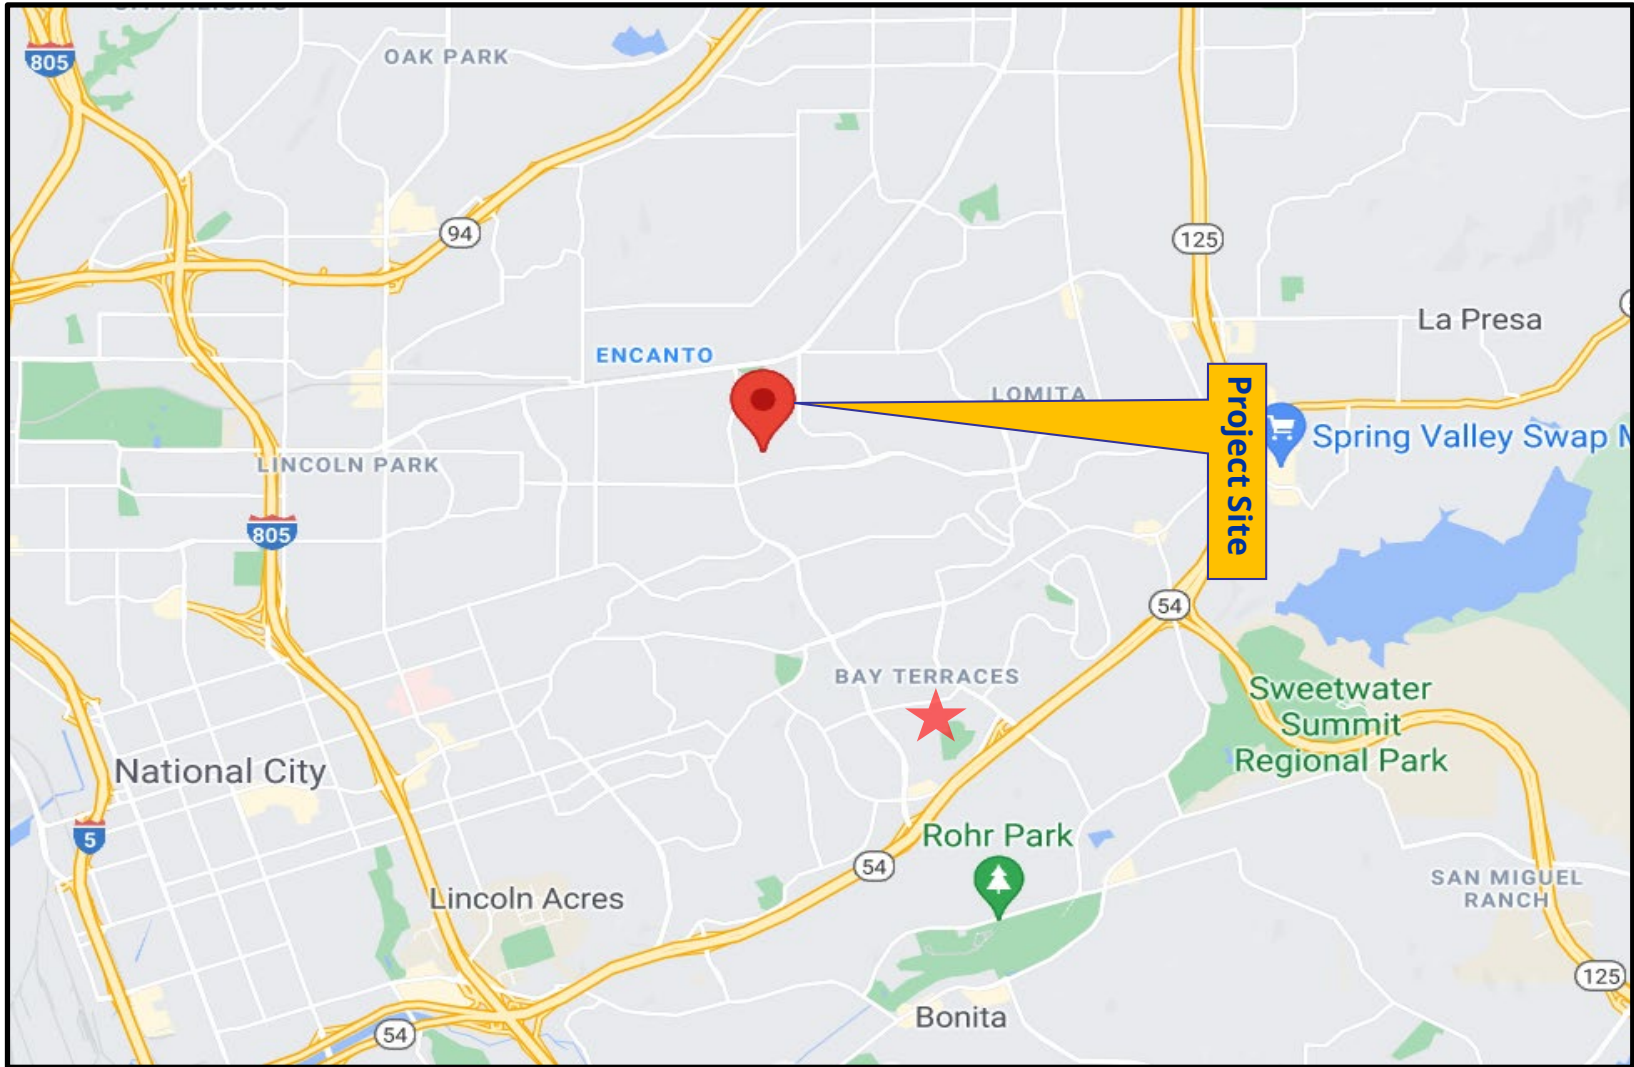 805
OAK PARK
94
125
La Presa
ENCANTO
LOMITA
Project Site
Spring Valley Swap
LINCOLN PARK
805
54
BAY TERRACES
Sweetwater
Summit
Regional Park
National City
5
Rohr Park
54
Lincoln Acres
SAN MIGUEL
RANCH
125
Bonita
54